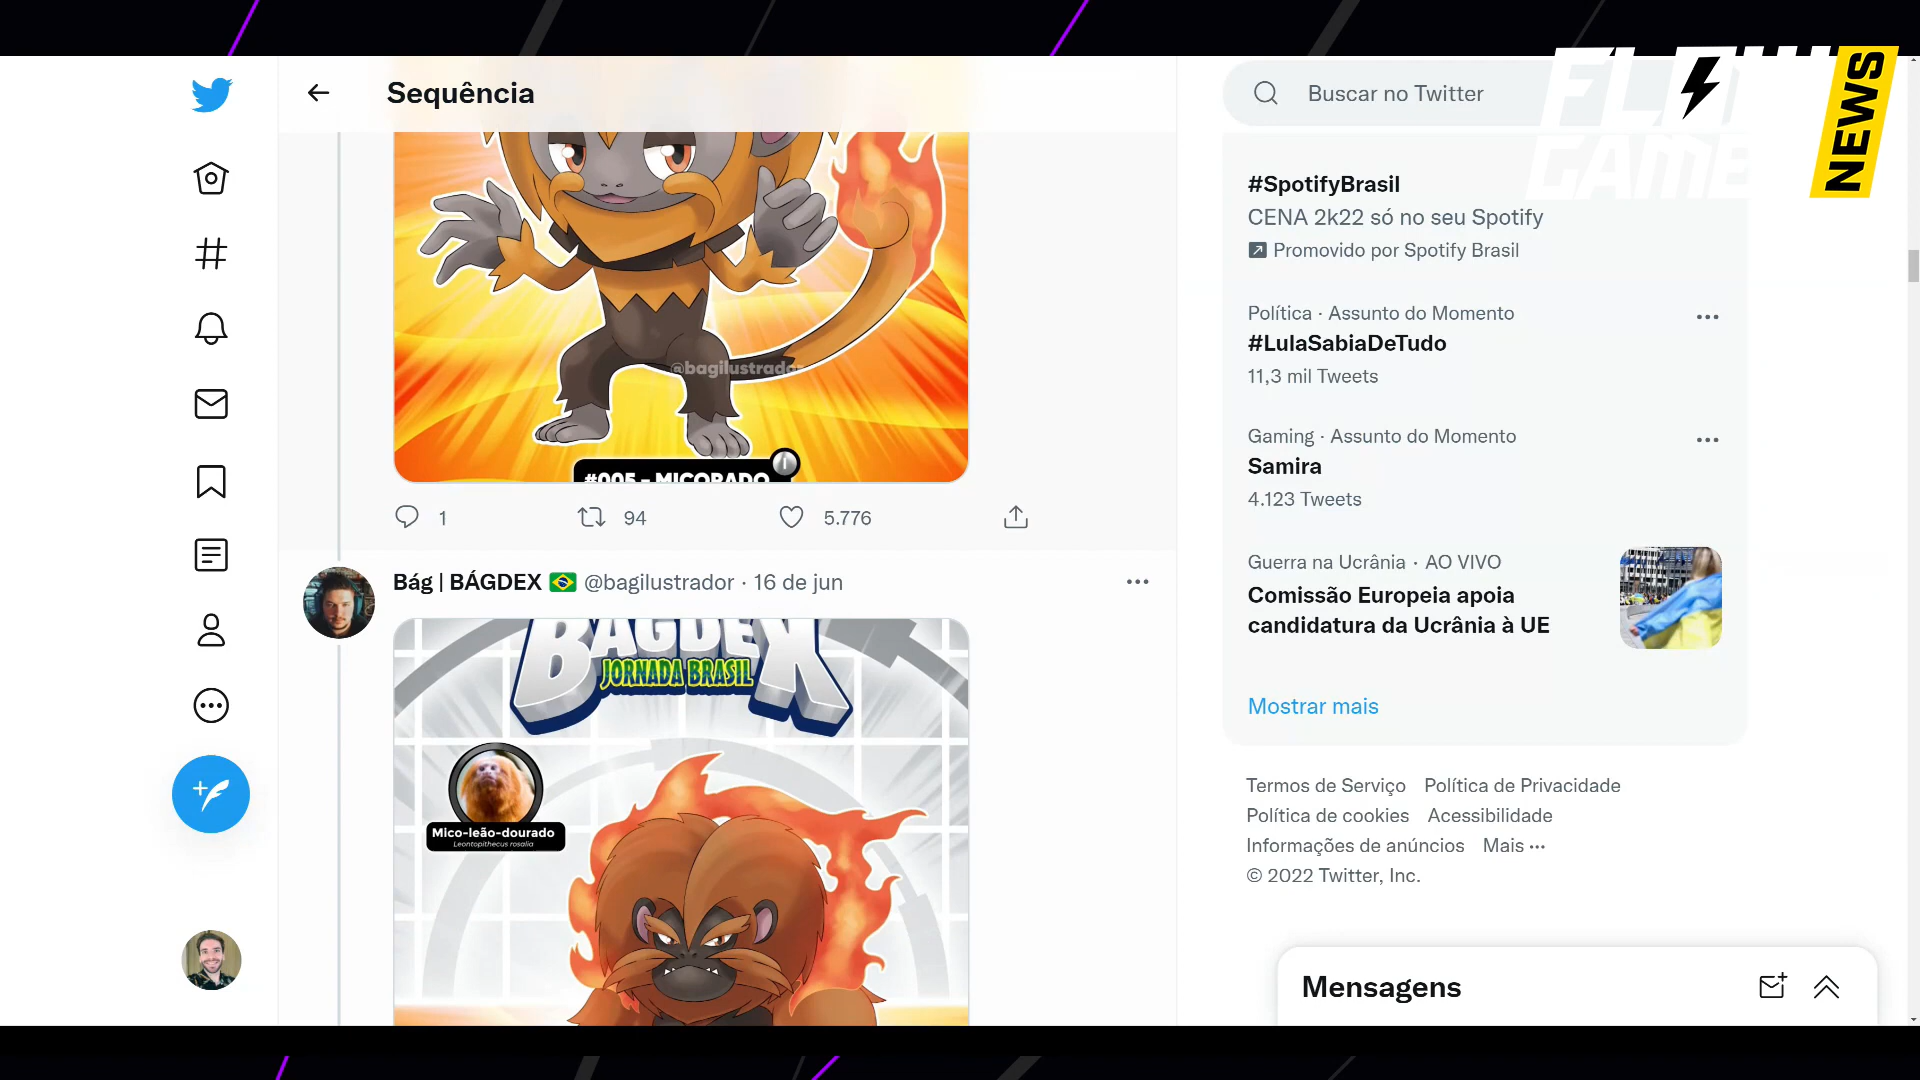 Sequência
Buscar no Twitter
FLOW
GAMES
NEWS
@bagilustrador
#005 - MICORADO
1
94
5.776
Bág | BÁGDEX @bagilustrador · 16 de jun
BÁGDEX
JORNADA BRASIL
Mico-leão-dourado
Leontopithecus rosalia
#SpotifyBrasil
CENA 2k22 só no seu Spotify
Promovido por Spotify Brasil
Política · Assunto do Momento
#LulaSabiaDeTudo
11,3 mil Tweets
Gaming · Assunto do Momento
Samira
4.123 Tweets
Guerra na Ucrânia · AO VIVO
Comissão Europeia apoia
candidatura da Ucrânia à UE
Mostrar mais
Termos de Serviço Política de Privacidade
Política de cookies Acessibilidade
Informações de anúncios Mais ···
© 2022 Twitter, Inc.
Mensagens